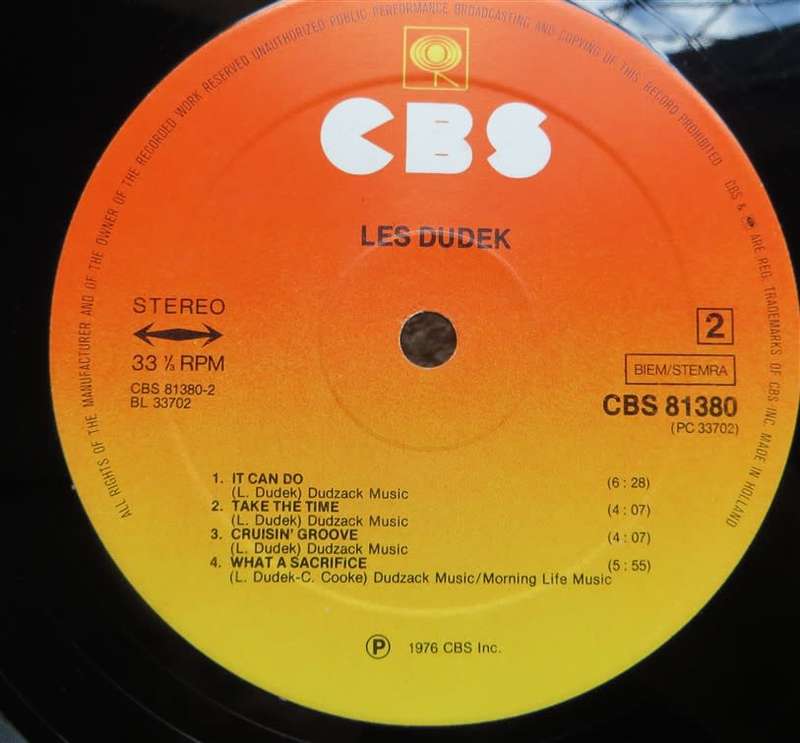 ALL RIGHTS OF THE MANUFACTURER AND OF THE OWNER OF THE RECORDED WORK RESERVED UNAUTHORIZED PUBLIC PERFORMANCE BROADCASTING AND COPYING OF THIS RECORD PROHIBITED CBS & ARE REG. TRADEMARKS OF CBS INC. MADE IN HOLLAND
CBS
LES DUDEK
STEREO
33 ⅓ RPM
CBS 81380-2
BL 33702
2
BIEM/STEMRA
CBS 81380
(PC 33702)
1. IT CAN DO (6 : 28)
(L. Dudek) Dudzack Music
2. TAKE THE TIME (4 : 07)
(L. Dudek) Dudzack Music
3. CRUISIN' GROOVE (4 : 07)
(L. Dudek) Dudzack Music
4. WHAT A SACRIFICE (5 : 55)
(L. Dudek-C. Cooke) Dudzack Music/Morning Life Music
Ⓟ 1976 CBS Inc.